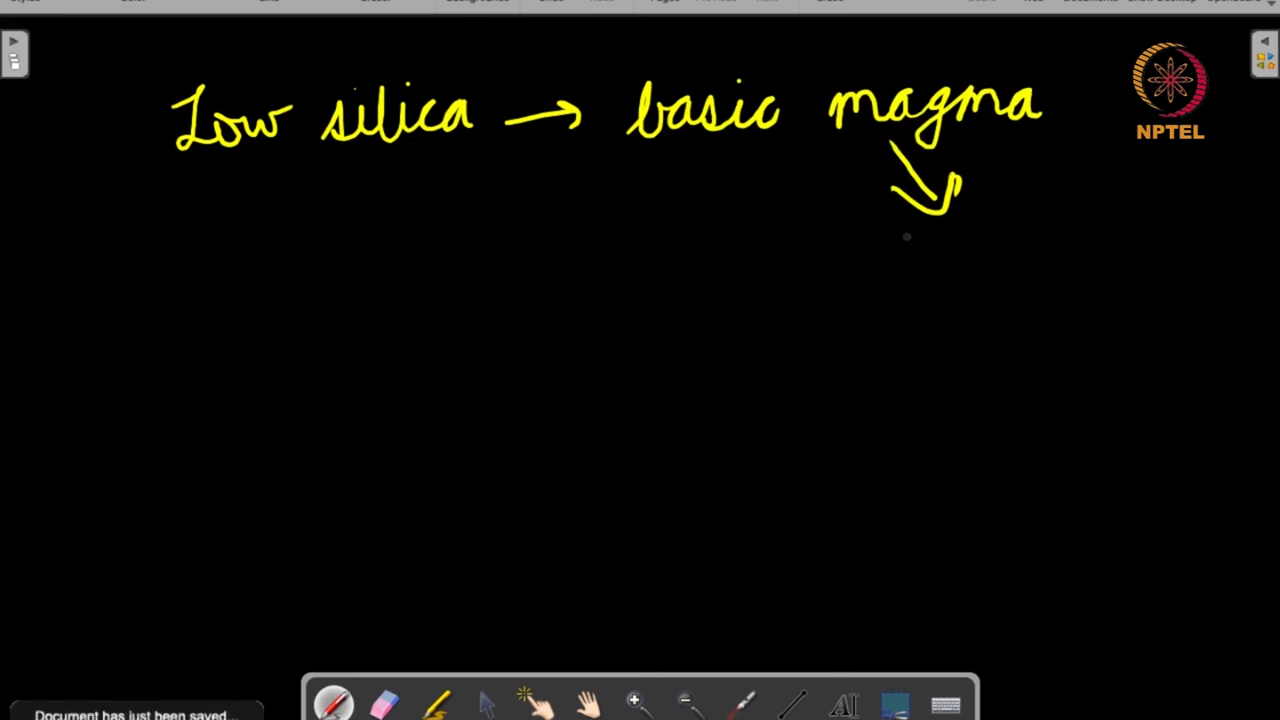 Low silica → basic magma
NPTEL
Document has just been saved...